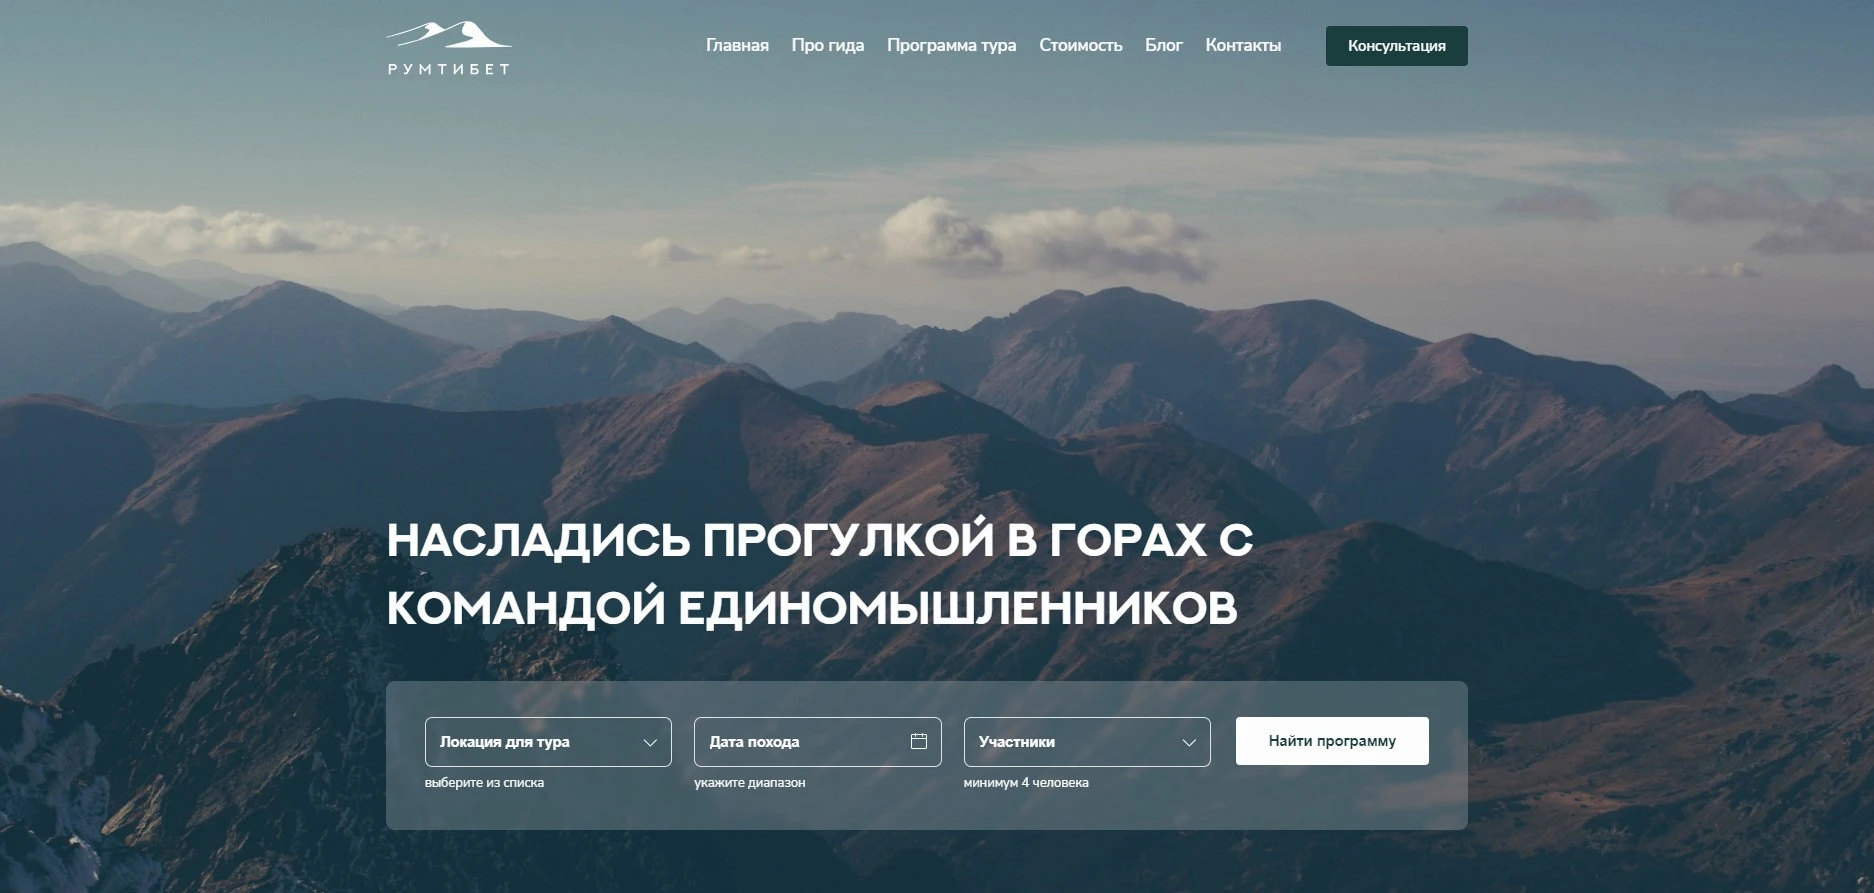 РУМТИБЕТ
Главная Про гида Программа тура Стоимость Блог Контакты Консультация
НАСЛАДИСЬ ПРОГУЛКОЙ В ГОРАХ С
КОМАНДОЙ ЕДИНОМЫШЛЕННИКОВ
Локация для тура Дата похода Участники Найти программу
выберите из списка укажите диапазон минимум 4 человека